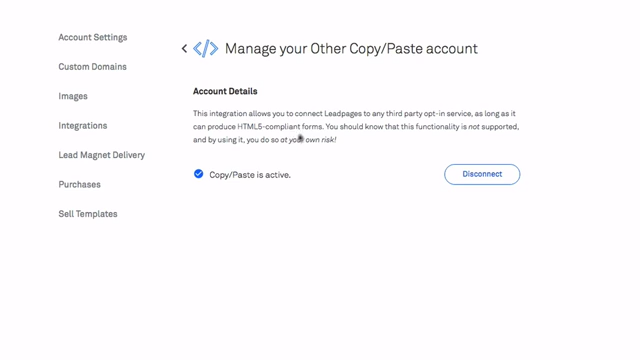 Account Settings
Custom Domains
Images
Integrations
Lead Magnet Delivery
Purchases
Sell Templates
Manage your Other Copy/Paste account
Account Details
This integration allows you to connect Leadpages to any third party opt-in service, as long as it
can produce HTML5-compliant forms. You should know that this functionality is not supported,
and by using it, you do so at your own risk!
Copy/Paste is active.
Disconnect